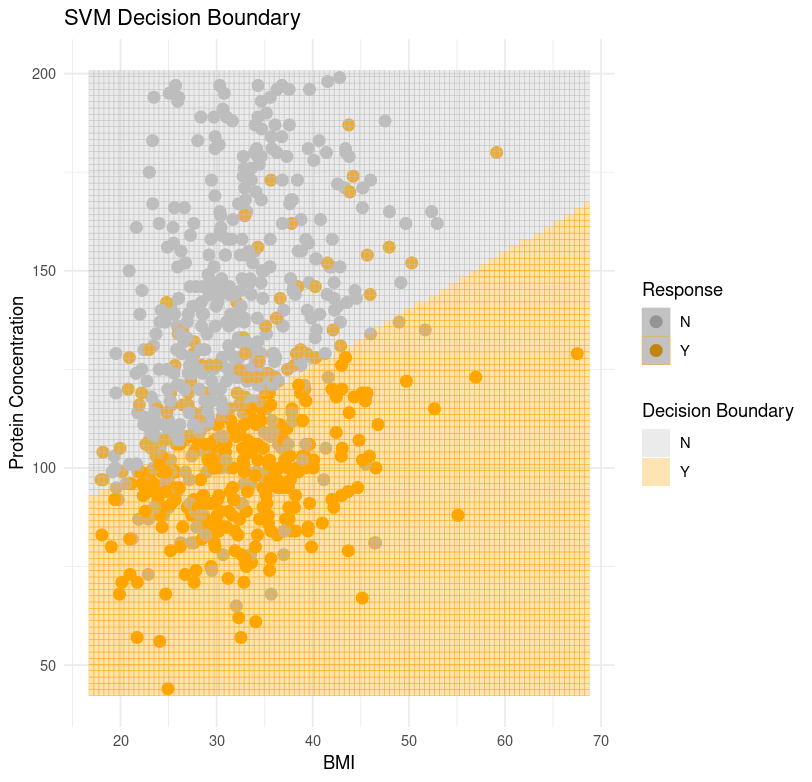 SVM Decision Boundary
200
150
100
50
Protein Concentration
20 30 40 50 60 70
BMI
Response
N
Y
Decision Boundary
N
Y